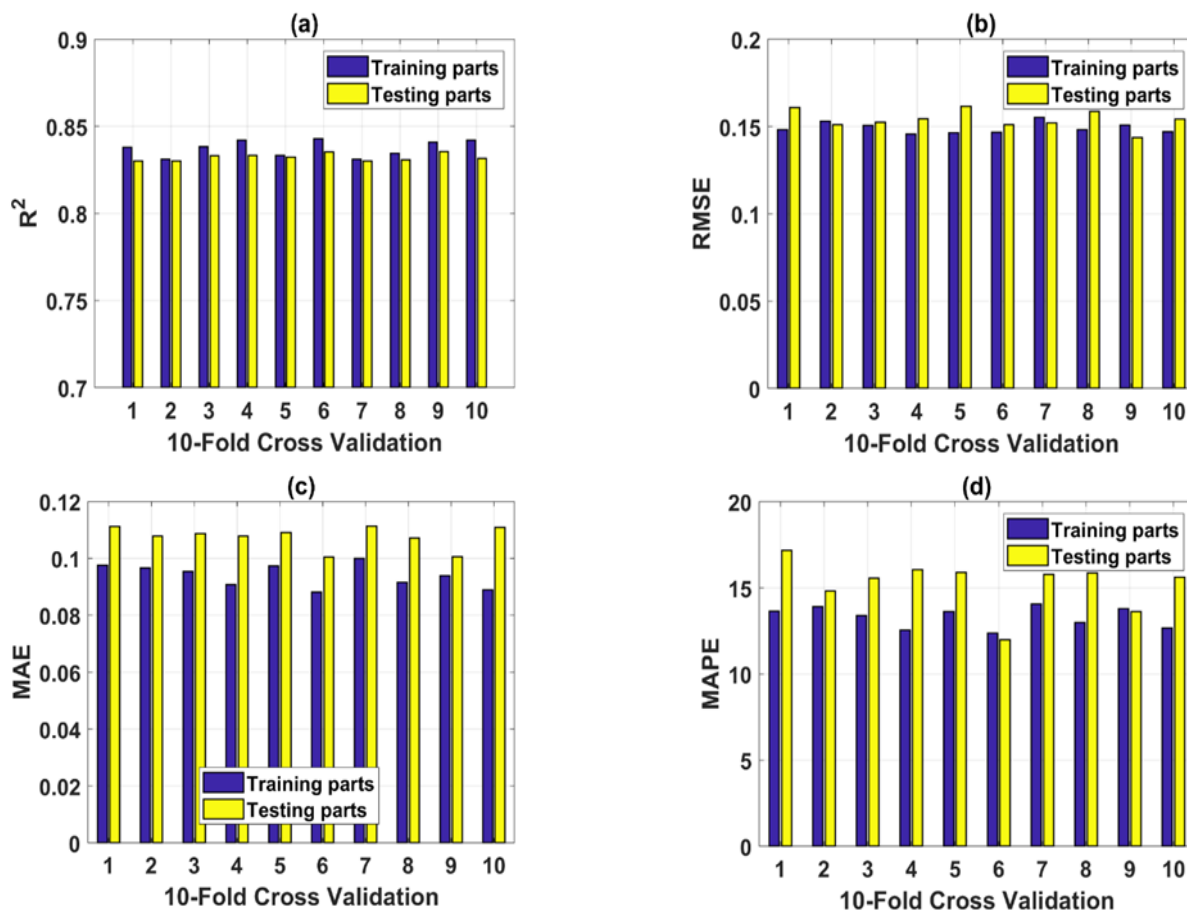 (a)
0.9
0.85
0.8
0.75
0.7
R²
Training parts
Testing parts
1 2 3 4 5 6 7 8 9 10
10-Fold Cross Validation
(b)
0.2
0.15
0.1
0.05
0
RMSE
Training parts
Testing parts
1 2 3 4 5 6 7 8 9 10
10-Fold Cross Validation
(c)
0.12
0.1
0.08
0.06
0.04
0.02
0
MAE
Training parts
Testing parts
1 2 3 4 5 6 7 8 9 10
10-Fold Cross Validation
(d)
20
15
10
5
0
MAPE
Training parts
Testing parts
1 2 3 4 5 6 7 8 9 10
10-Fold Cross Validation